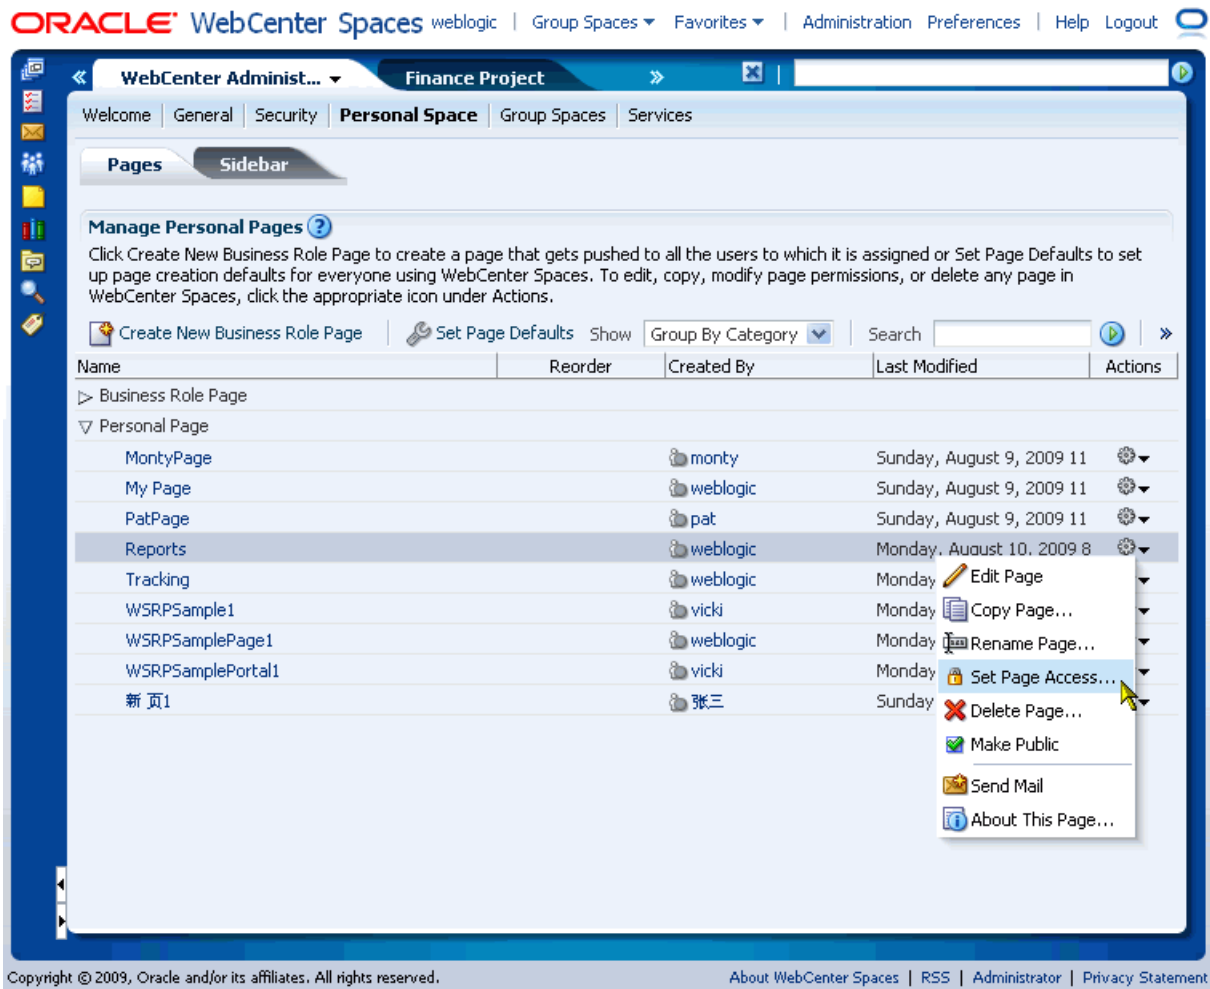 ORACLE WebCenter Spaces weblogic | Group Spaces Favorites | Administration Preferences | Help Logout
WebCenter Administ... Finance Project
Welcome General Security Personal Space Group Spaces Services
Pages Sidebar
Manage Personal Pages ?
Click Create New Business Role Page to create a page that gets pushed to all the users to which it is assigned or Set Page Defaults to set
up page creation defaults for everyone using WebCenter Spaces. To edit, copy, modify page permissions, or delete any page in
WebCenter Spaces, click the appropriate icon under Actions.
Create New Business Role Page Set Page Defaults Show Group By Category Search
Name Reorder Created By Last Modified Actions
Business Role Page
Personal Page
MontyPage monty Sunday, August 9, 2009 11
My Page weblogic Sunday, August 9, 2009 11
PatPage pat Sunday, August 9, 2009 11
Reports weblogic Monday, August 10, 2009 8
Tracking weblogic Monday
WSRPSample1 vicki Monday
WSRPSamplePage1 weblogic Monday
WSRPSamplePortal1 vicki Monday
新 页1 张三 Sunday
Edit Page
Copy Page...
Rename Page...
Set Page Access...
Delete Page...
Make Public
Send Mail
About This Page...
Copyright © 2009, Oracle and/or its affiliates. All rights reserved. About WebCenter Spaces | RSS | Administrator | Privacy Statement